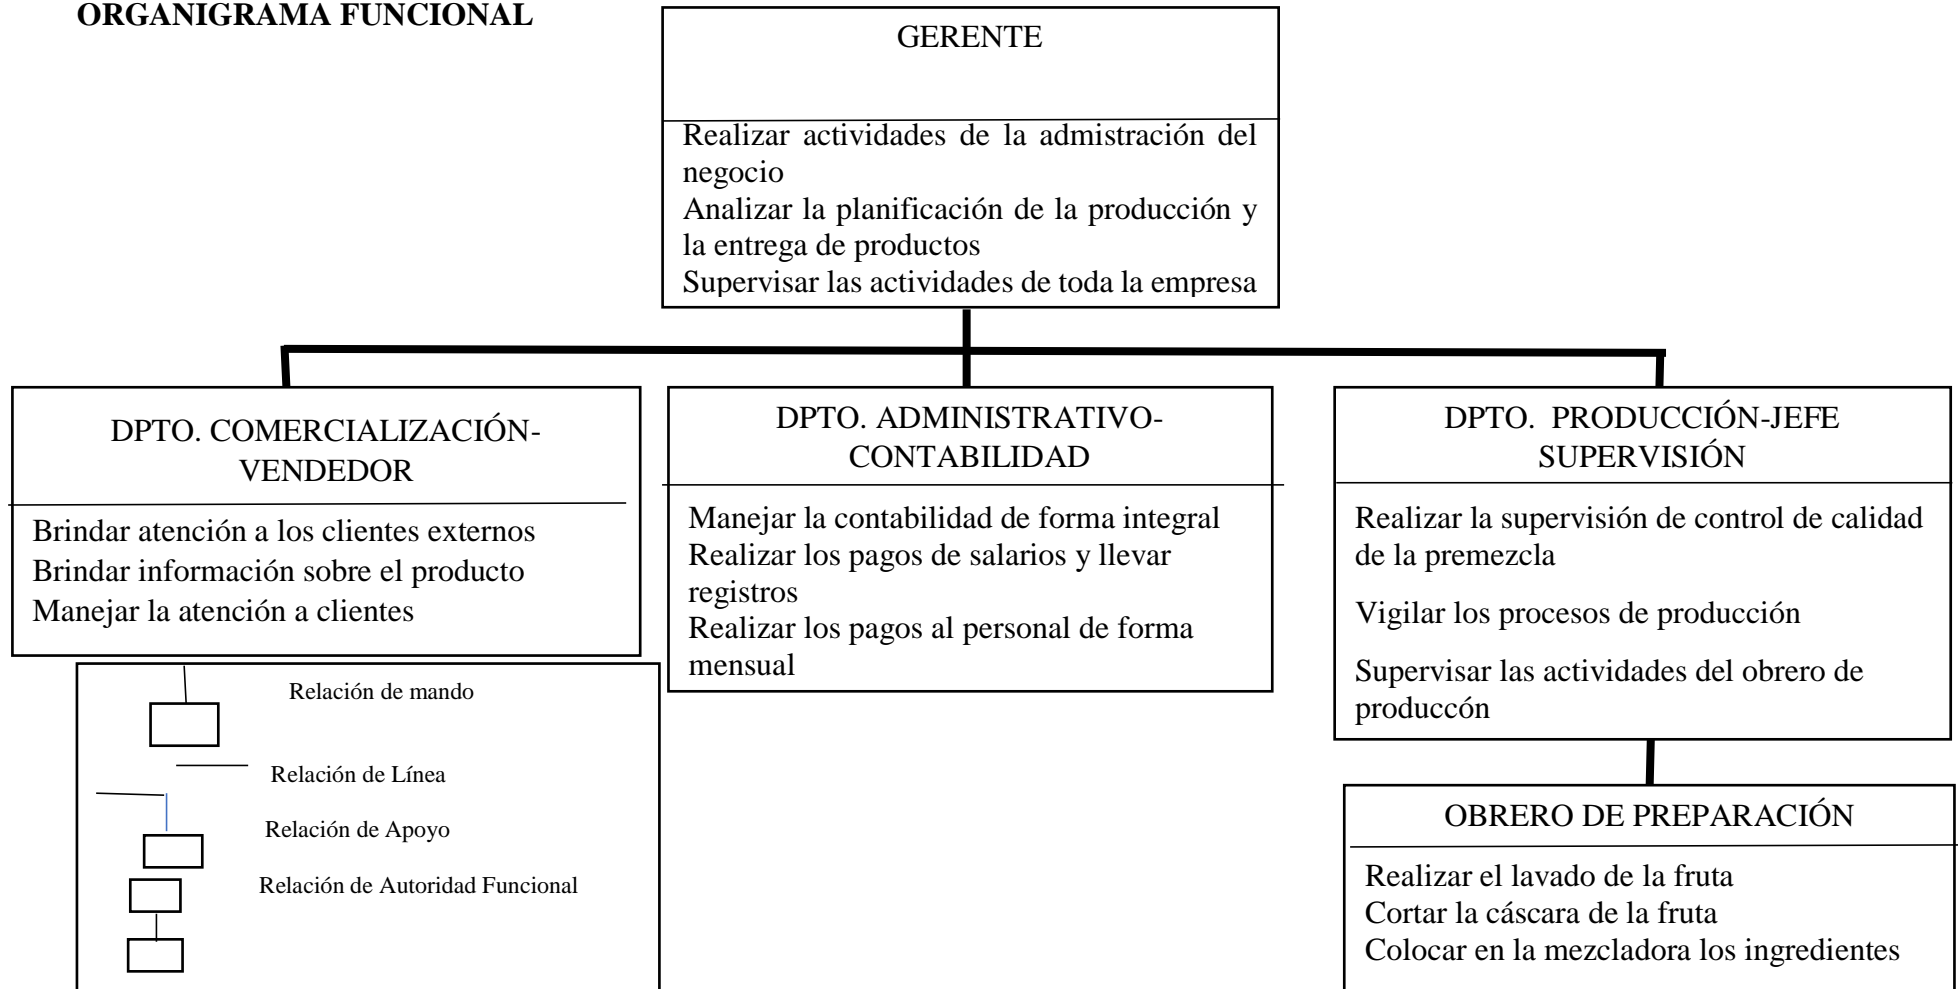 ORGANIGRAMA FUNCIONAL
GERENTE
Realizar actividades de la admistración del
negocio
Analizar la planificación de la producción y
la entrega de productos
Supervisar las actividades de toda la empresa
DPTO. COMERCIALIZACIÓN-
VENDEDOR
Brindar atención a los clientes externos
Brindar información sobre el producto
Manejar la atención a clientes
DPTO. ADMINISTRATIVO-
CONTABILIDAD
Manejar la contabilidad de forma integral
Realizar los pagos de salarios y llevar
registros
Realizar los pagos al personal de forma
mensual
DPTO. PRODUCCIÓN-JEFE
SUPERVISIÓN
Realizar la supervisión de control de calidad
de la premezcla
Vigilar los procesos de producción
Supervisar las actividades del obrero de
produccón
Relación de mando
Relación de Línea
Relación de Apoyo
Relación de Autoridad Funcional
OBRERO DE PREPARACIÓN
Realizar el lavado de la fruta
Cortar la cáscara de la fruta
Colocar en la mezcladora los ingredientes